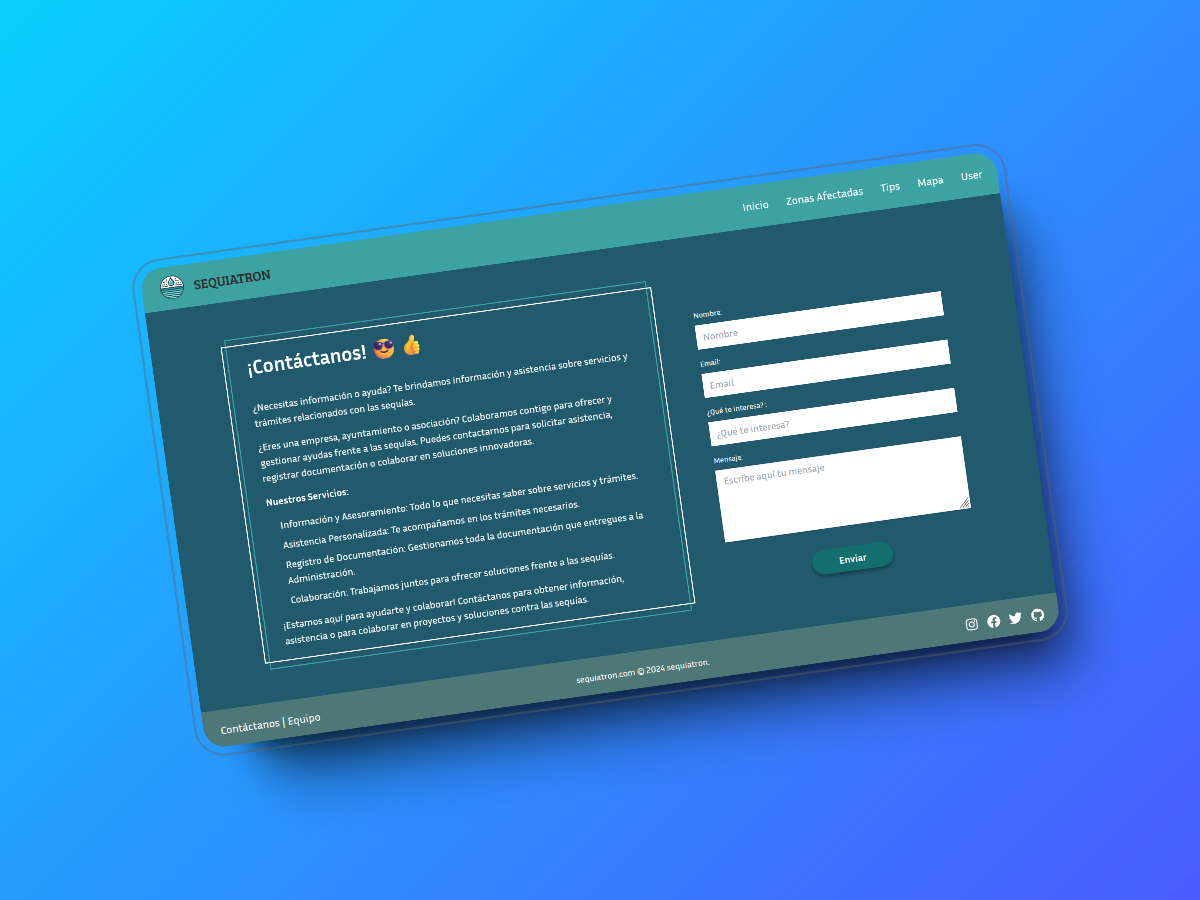 SEQUIATRON
Inicio Zonas Afectadas Tips Mapa User
¡Contáctanos! 😎 👍
¿Necesitas información o ayuda? Te brindamos información y asistencia sobre servicios y
trámites relacionados con las sequías.
¿Eres una empresa, ayuntamiento o asociación? Colaboramos contigo para ofrecer y
gestionar ayudas frente a las sequías. Puedes contactarnos para solicitar asistencia,
registrar documentación o colaborar en soluciones innovadoras.
Nuestros Servicios:
Información y Asesoramiento: Todo lo que necesitas saber sobre servicios y trámites.
Asistencia Personalizada: Te acompañamos en los trámites necesarios.
Registro de Documentación: Gestionamos toda la documentación que entregues a la
Administración.
Colaboración: Trabajamos juntos para ofrecer soluciones frente a las sequías.
¡Estamos aquí para ayudarte y colaborar! Contáctanos para obtener información,
asistencia o para colaborar en proyectos y soluciones contra las sequías.
Nombre:
Nombre
Email:
Email
¿Qué te interesa? :
¿Qué te interesa?
Mensaje:
Escribe aquí tu mensaje
Enviar
Contáctanos | Equipo
sequiatron.com © 2024 sequiatron.